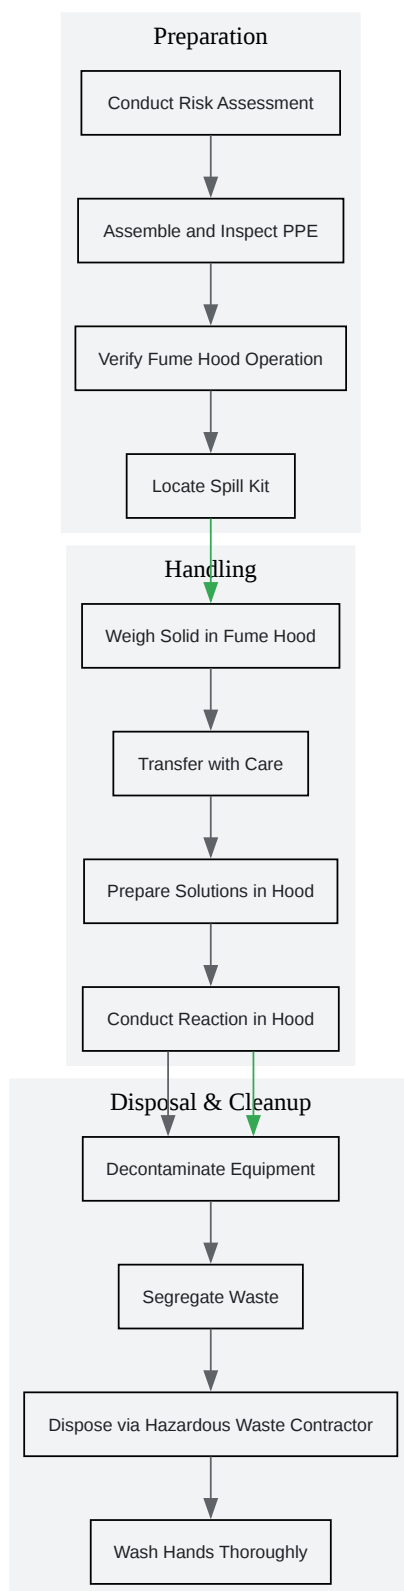 Preparation
Conduct Risk Assessment
Assemble and Inspect PPE
Verify Fume Hood Operation
Locate Spill Kit
Handling
Weigh Solid in Fume Hood
Transfer with Care
Prepare Solutions in Hood
Conduct Reaction in Hood
Disposal & Cleanup
Decontaminate Equipment
Segregate Waste
Dispose via Hazardous Waste Contractor
Wash Hands Thoroughly